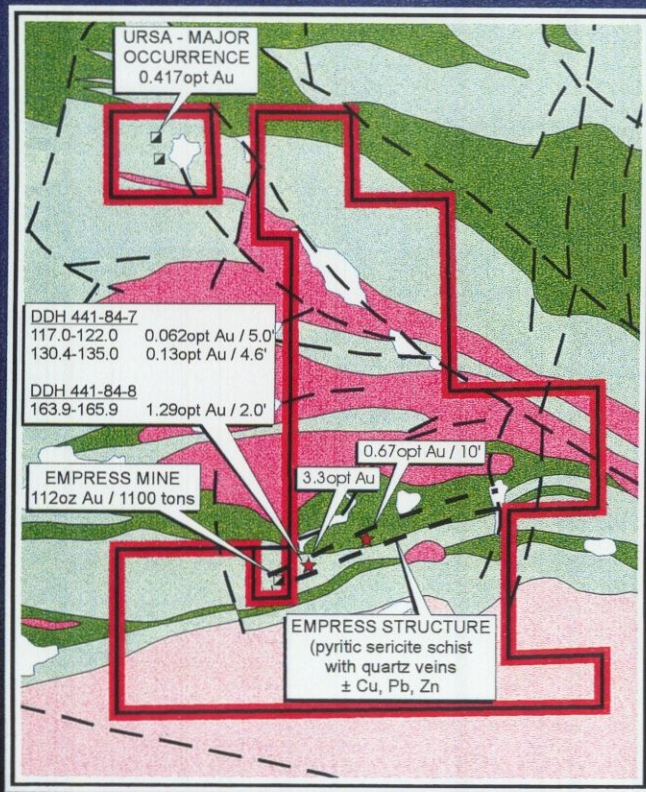 URSA - MAJOR
OCCURRENCE
0.417opt Au
DDH 441-84-7
117.0-122.0 0.062opt Au / 5.0'
130.4-135.0 0.13opt Au / 4.6'
DDH 441-84-8
163.9-165.9 1.29opt Au / 2.0'
0.67opt Au / 10'
3.3opt Au
EMPRESS MINE
112oz Au / 1100 tons
EMPRESS STRUCTURE
(pyritic sericite schist
with quartz veins
± Cu, Pb, Zn